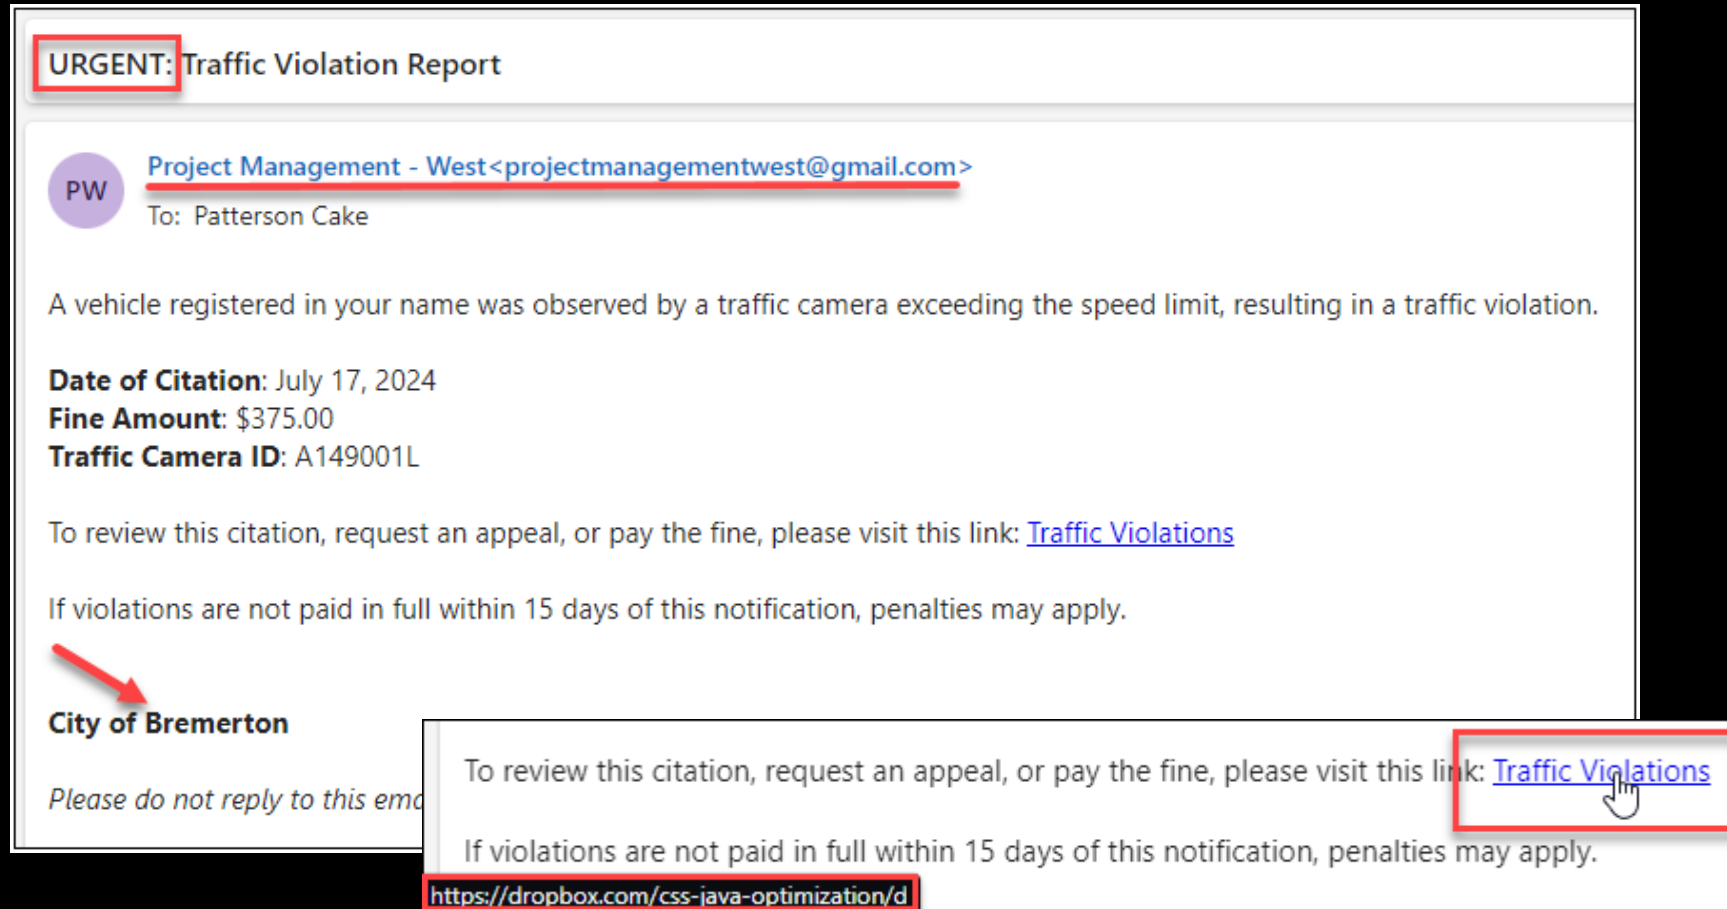 URGENT: Traffic Violation Report
PW
Project Management - West<projectmanagementwest@gmail.com>
To: Patterson Cake
A vehicle registered in your name was observed by a traffic camera exceeding the speed limit, resulting in a traffic violation.
Date of Citation: July 17, 2024
Fine Amount: $375.00
Traffic Camera ID: A149001L
To review this citation, request an appeal, or pay the fine, please visit this link: Traffic Violations
If violations are not paid in full within 15 days of this notification, penalties may apply.
City of Bremerton
Please do not reply to this ema
To review this citation, request an appeal, or pay the fine, please visit this link: Traffic Violations
If violations are not paid in full within 15 days of this notification, penalties may apply.
https://dropbox.com/css-java-optimization/d